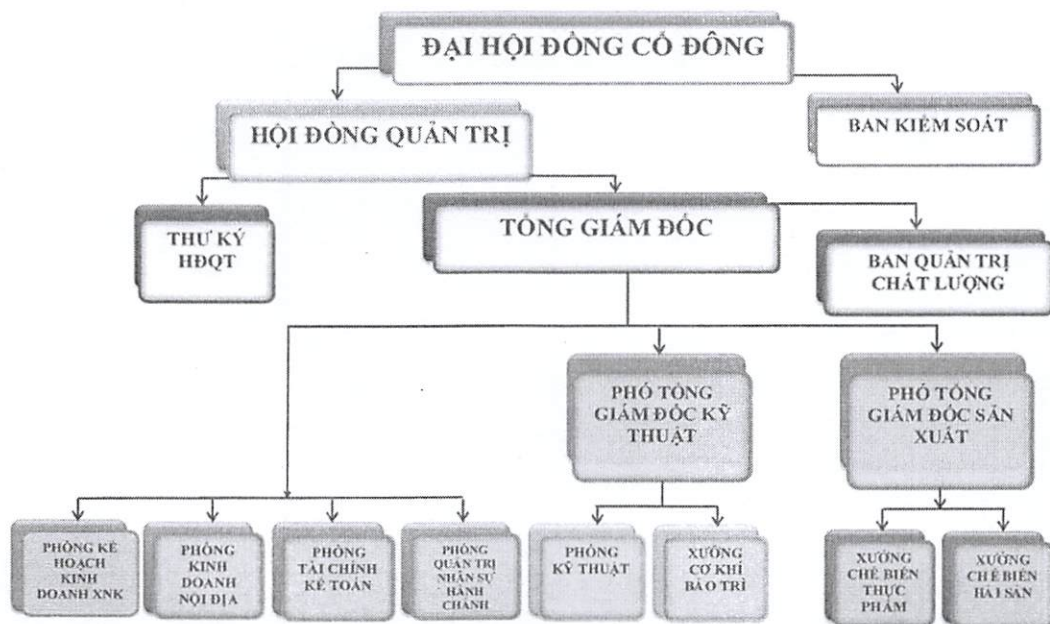 ĐẠI HỘI ĐỒNG CỔ ĐÔNG
HỘI ĐỒNG QUẢN TRỊ
BAN KIỂM SOÁT
THƯ KÝ
HĐQT
TỔNG GIÁM ĐỐC
BAN QUẢN TRỊ
CHẤT LƯỢNG
PHÓ TỔNG
GIÁM ĐỐC KỸ
THUẬT
PHÓ TỔNG
GIÁM ĐỐC SẢN
XUẤT
PHÒNG KẾ
HOẠCH
KINH
DOANH XNK
PHÒNG
KINH
DOANH
NỘI ĐỊA
PHÒNG
TÀI CHÍNH
KẾ TOÁN
PHÒNG
QUẢN TRỊ
NHÂN SỰ
HÀNH
CHÁNH
PHÒNG
KỸ THUẬT
XƯỞNG
CƠ KHÍ
BẢO TRÌ
XƯỞNG
CHẾ BIẾN
THỰC
PHẨM
XƯỞNG
CHẾ BIẾN
HẢI SẢN